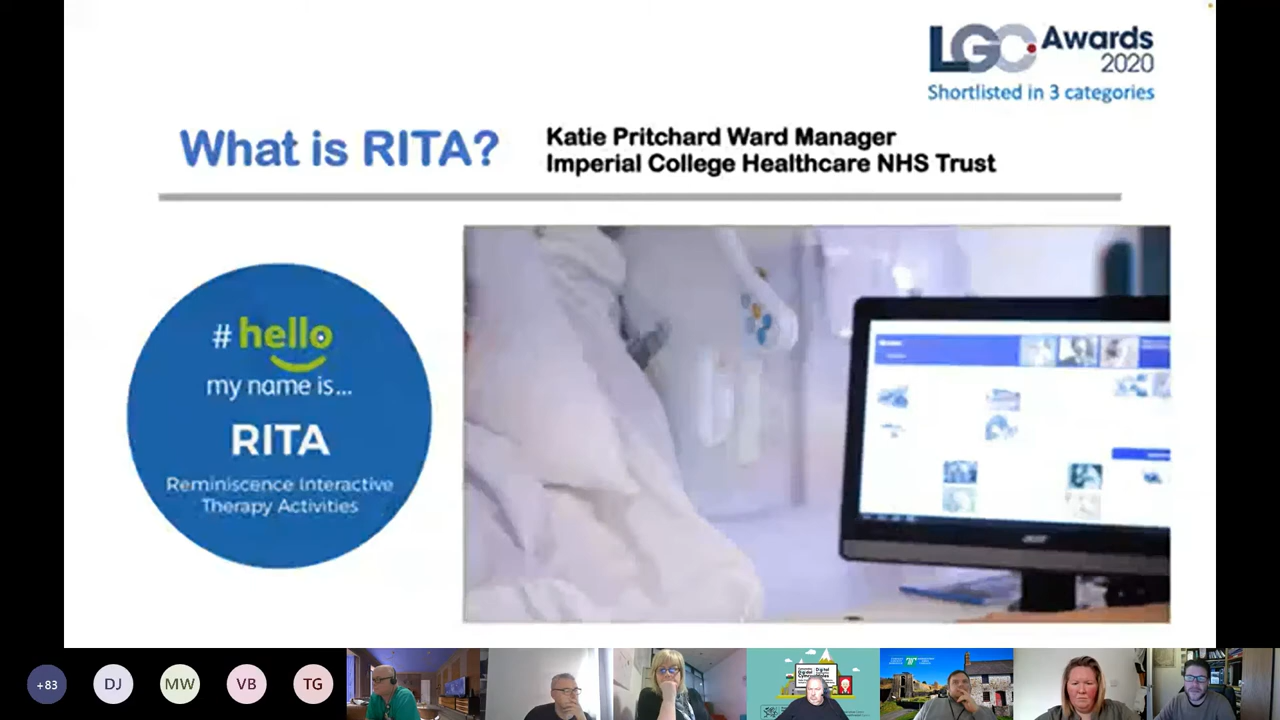 LGC Awards
2020
Shortlisted in 3 categories
What is RITA?
Katie Pritchard Ward Manager
Imperial College Healthcare NHS Trust
#hello
my name is...
RITA
Reminiscence Interactive
Therapy Activities
acer
+83
DJ
MW
VB
TG